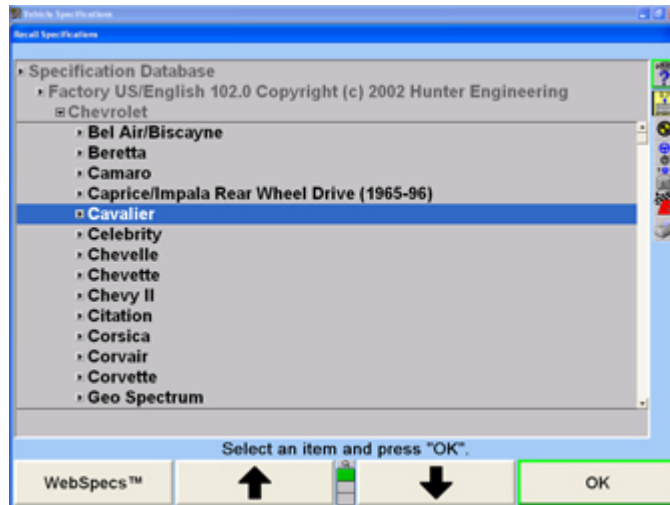 Vehicle Specifications
Recall Specifications
Specification Database
Factory US/English 102.0 Copyright (c) 2002 Hunter Engineering
Chevrolet
Bel Air/Biscayne
Beretta
Camaro
Caprice/Impala Rear Wheel Drive (1965-96)
Cavalier
Celebrity
Chevelle
Chevette
Chevy II
Citation
Corsica
Corvair
Corvette
Geo Spectrum
Select an item and press "OK".
WebSpecs™
OK